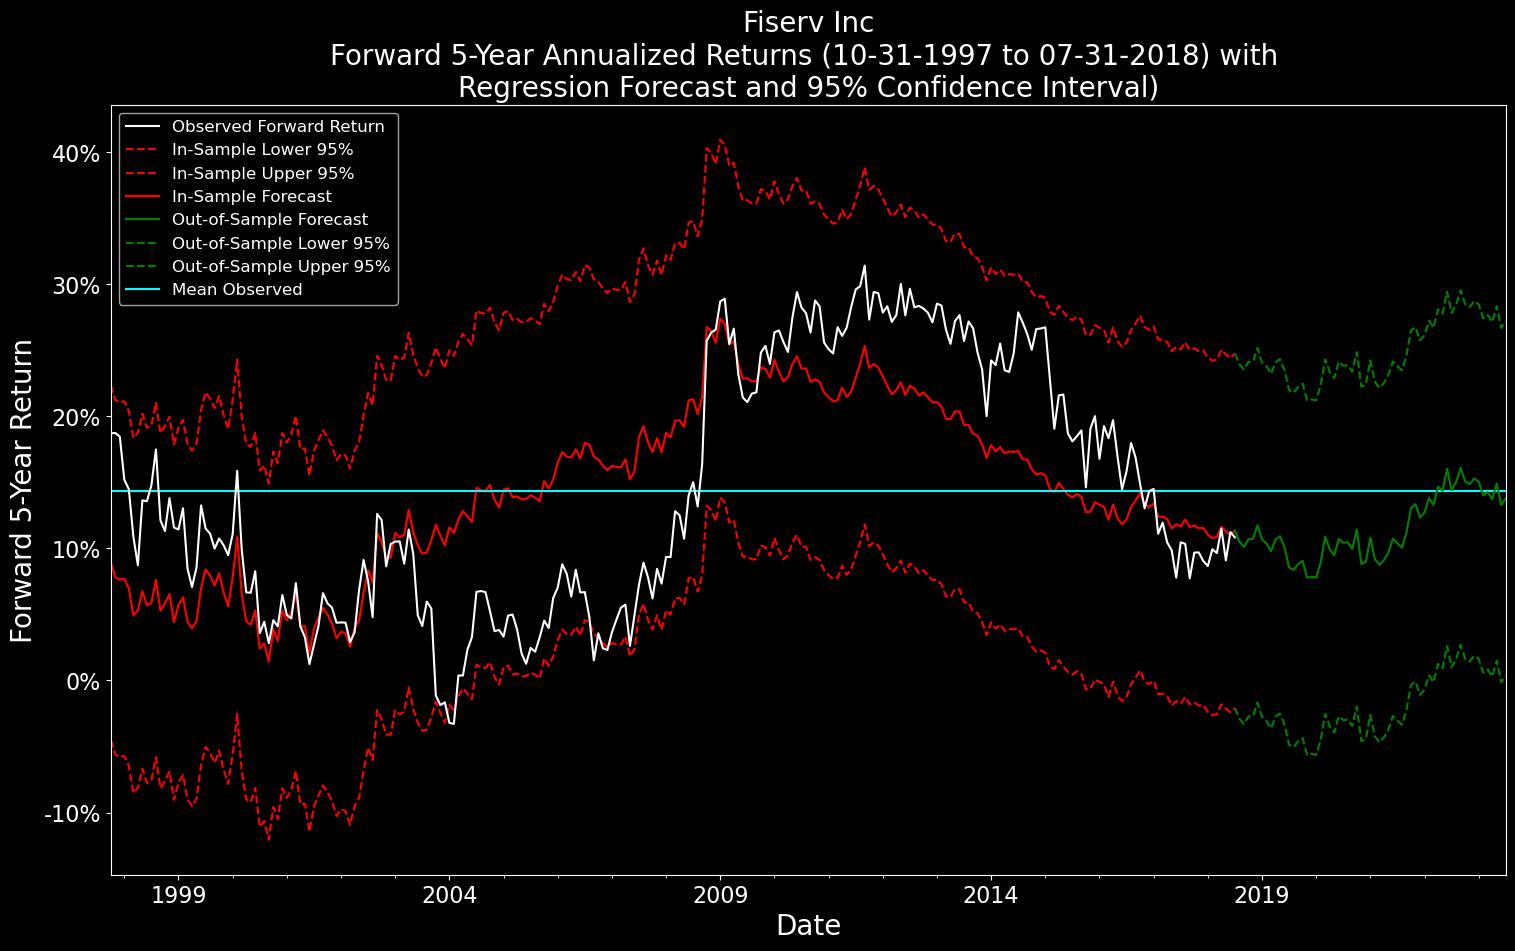 Fiserv Inc
Forward 5-Year Annualized Returns (10-31-1997 to 07-31-2018) with
Regression Forecast and 95% Confidence Interval)
Observed Forward Return
In-Sample Lower 95%
In-Sample Upper 95%
In-Sample Forecast
Out-of-Sample Forecast
Out-of-Sample Lower 95%
Out-of-Sample Upper 95%
Mean Observed
Forward 5-Year Return
40%
30%
20%
10%
0%
-10%
1999
2004
2009
2014
2019
Date